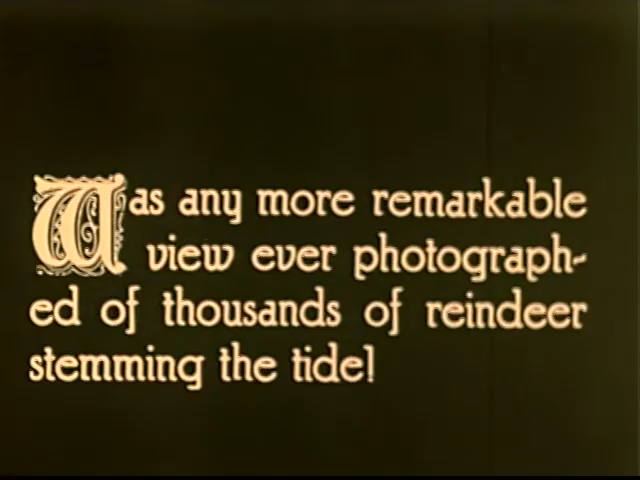 Was any more remarkable
view ever photograph-
ed of thousands of reindeer
stemming the tide!